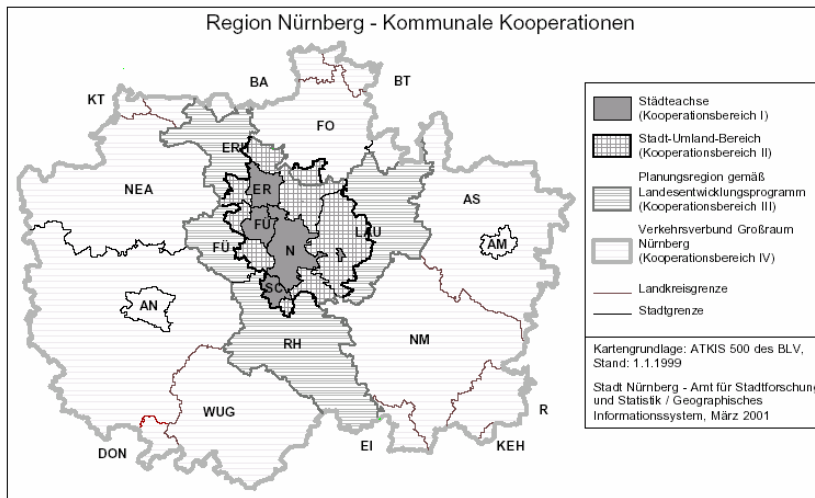 Region Nürnberg - Kommunale Kooperationen
BA
BT
KT
FO
ER
NEA
ER
AS
FÜ
LAU
FÜ
N
AM
SC
AN
RH
NM
WUG
R
DON
EI
KEH
Städteachse
(Kooperationsbereich I)
Stadt-Umland-Bereich
(Kooperationsbereich II)
Planungsregion gemäß
Landesentwicklungsprogramm
(Kooperationsbereich III)
Verkehrsverbund Großraum
Nürnberg
(Kooperationsbereich IV)
Landkreisgrenze
Stadtgrenze
Kartengrundlage: ATKIS 500 des BLV,
Stand: 1.1.1999
Stadt Nürnberg - Amt für Stadtforschung
und Statistik / Geographisches
Informationssystem, März 2001